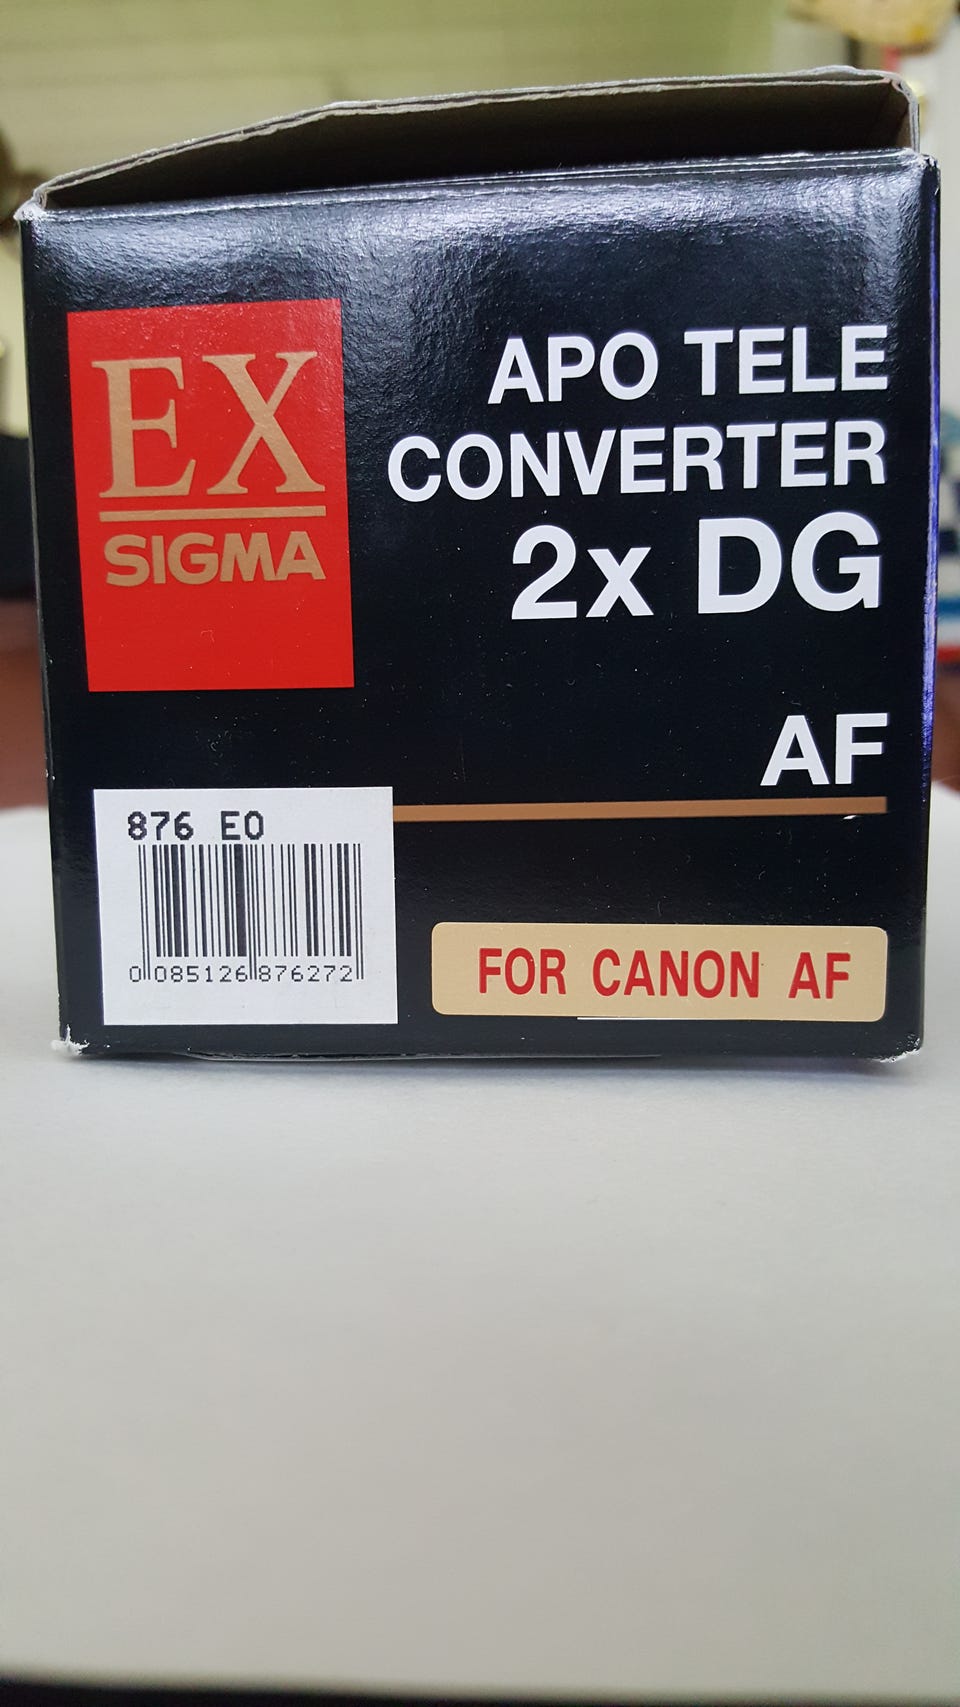 EX
SIGMA
APO TELE
CONVERTER
2x DG
AF
876 EO
0 085126 876272
FOR CANON AF